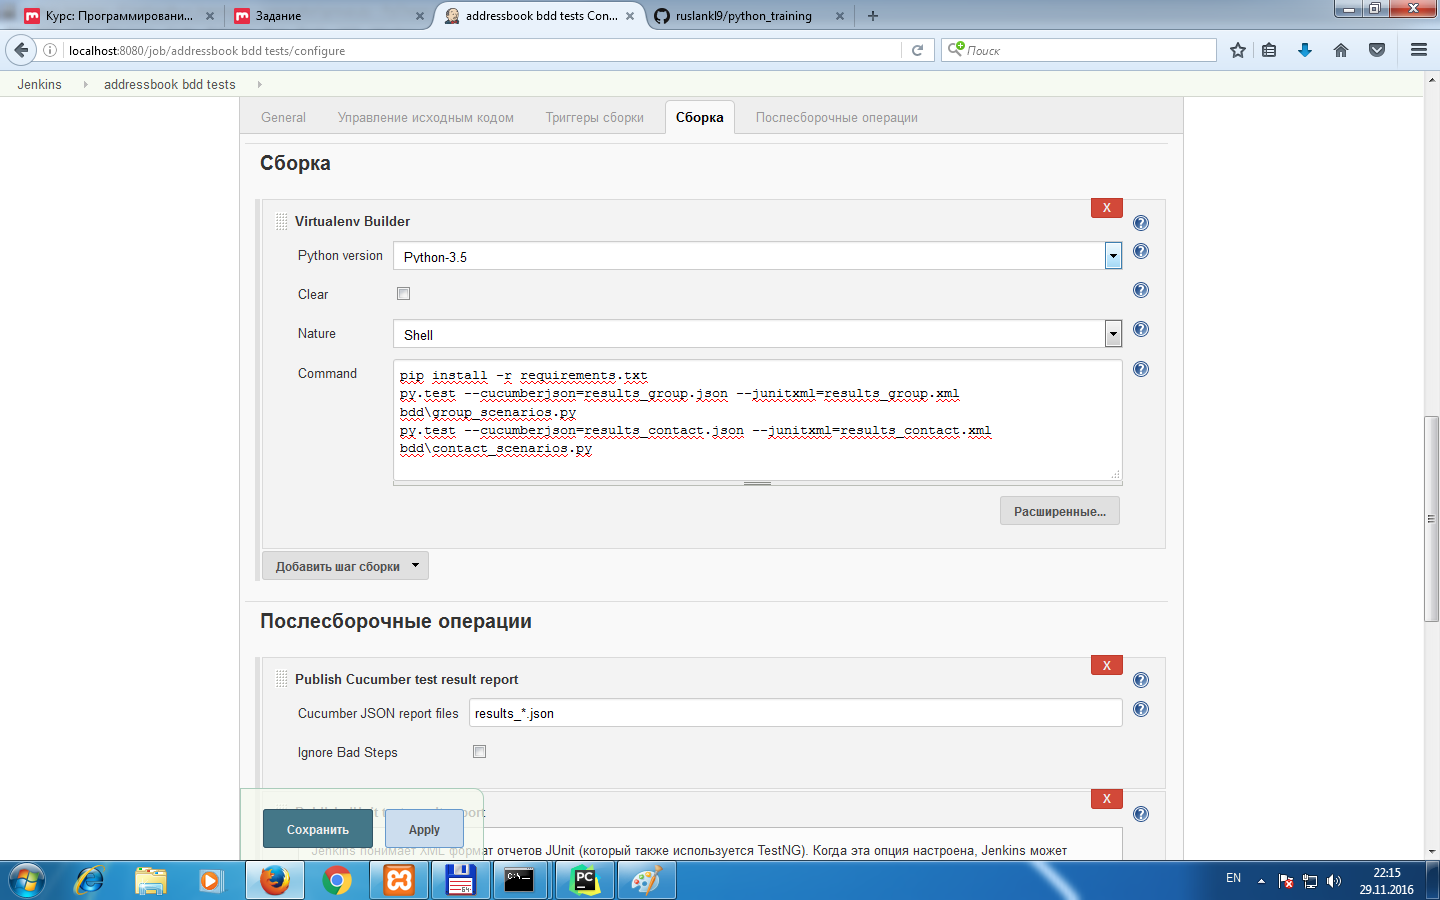 Курс: Программировани...
Задание
addressbook bdd tests Con...
ruslankl9/python_training
localhost:8080/job/addressbook bdd tests/configure
Поиск
Jenkins
addressbook bdd tests
General
Управление исходным кодом
Триггеры сборки
Сборка
Послесборочные операции
Сборка
Virtualenv Builder
X
Python version
Python-3.5
Clear
Nature
Shell
Command
pip install -r requirements.txt
py.test --cucumberjson=results_group.json --junitxml=results_group.xml
bdd\group_scenarios.py
py.test --cucumberjson=results_contact.json --junitxml=results_contact.xml
bdd\contact_scenarios.py
Расширенные...
Добавить шаг сборки
Послесборочные операции
X
Publish Cucumber test result report
Cucumber JSON report files
results_*.json
Ignore Bad Steps
X
Сохранить
Apply
Jenkins понимает XML формат отчетов JUnit (который также используется TestNG). Когда эта опция настроена, Jenkins может
EN
22:15
29.11.2016